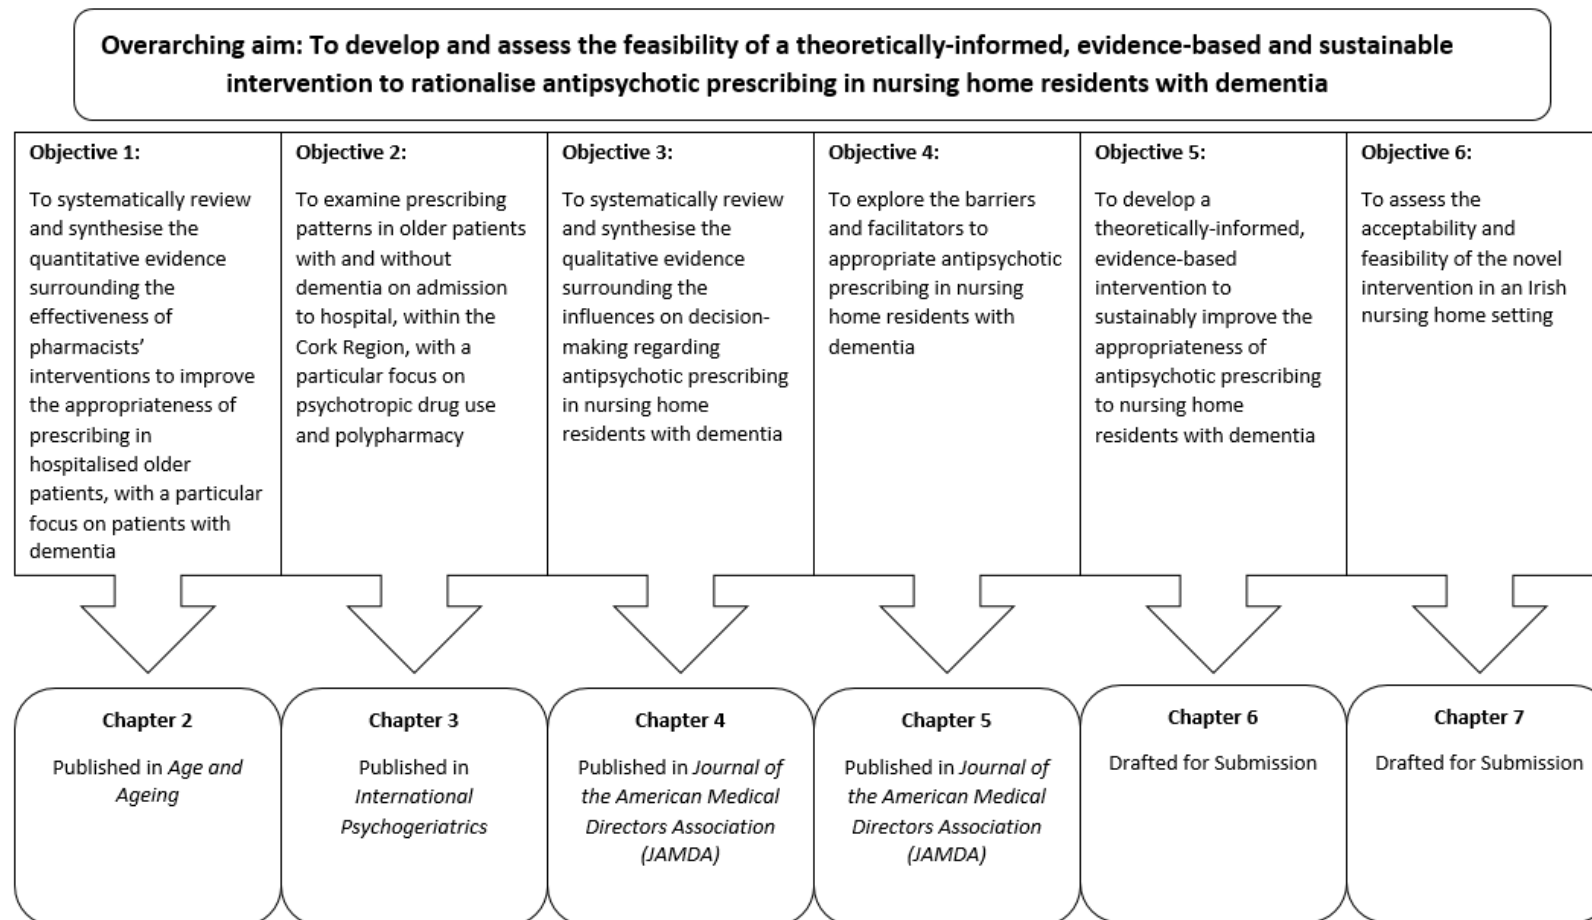 Overarching aim: To develop and assess the feasibility of a theoretically-informed, evidence-based and sustainable
intervention to rationalise antipsychotic prescribing in nursing home residents with dementia
Objective 1:
To systematically review
and synthesise the
quantitative evidence
surrounding the
effectiveness of
pharmacists’
interventions to improve
the appropriateness of
prescribing in
hospitalised older
patients, with a particular
focus on patients with
dementia
Objective 2:
To examine prescribing
patterns in older patients
with and without
dementia on admission
to hospital, within the
Cork Region, with a
particular focus on
psychotropic drug use
and polypharmacy
Objective 3:
To systematically review
and synthesise the
qualitative evidence
surrounding the
influences on decision-
making regarding
antipsychotic prescribing
in nursing home
residents with dementia
Objective 4:
To explore the barriers
and facilitators to
appropriate antipsychotic
prescribing in nursing
home residents with
dementia
Objective 5:
To develop a
theoretically-informed,
evidence-based
intervention to
sustainably improve the
appropriateness of
antipsychotic prescribing
to nursing home
residents with dementia
Objective 6:
To assess the
acceptability and
feasibility of the novel
intervention in an Irish
nursing home setting
Chapter 2
Published in Age and
Ageing
Chapter 3
Published in
International
Psychogeriatrics
Chapter 4
Published in Journal of
the American Medical
Directors Association
(JAMDA)
Chapter 5
Published in Journal of
the American Medical
Directors Association
(JAMDA)
Chapter 6
Drafted for Submission
Chapter 7
Drafted for Submission